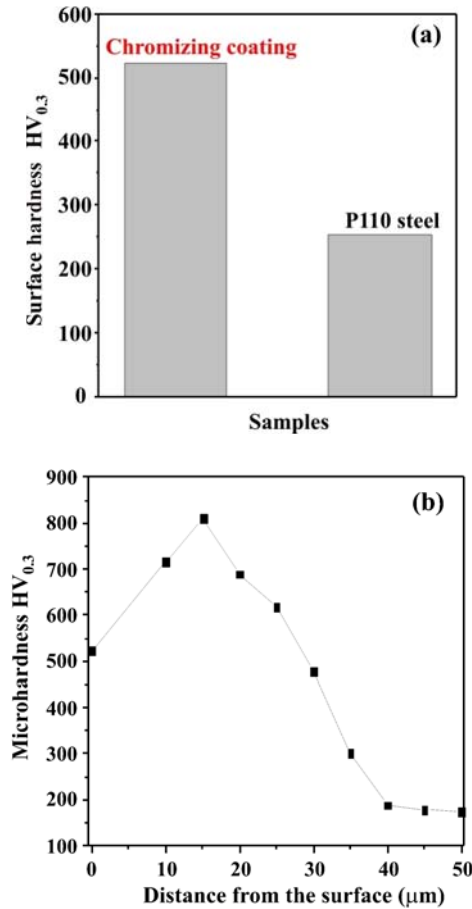 600
(a)
Chromizing coating
500
400
300
P110 steel
200
100
0
Surface hardness HV0.3
Samples
900
(b)
800
700
600
500
400
300
200
100
Microhardness HV0.3
0 10 20 30 40 50
Distance from the surface (μm)